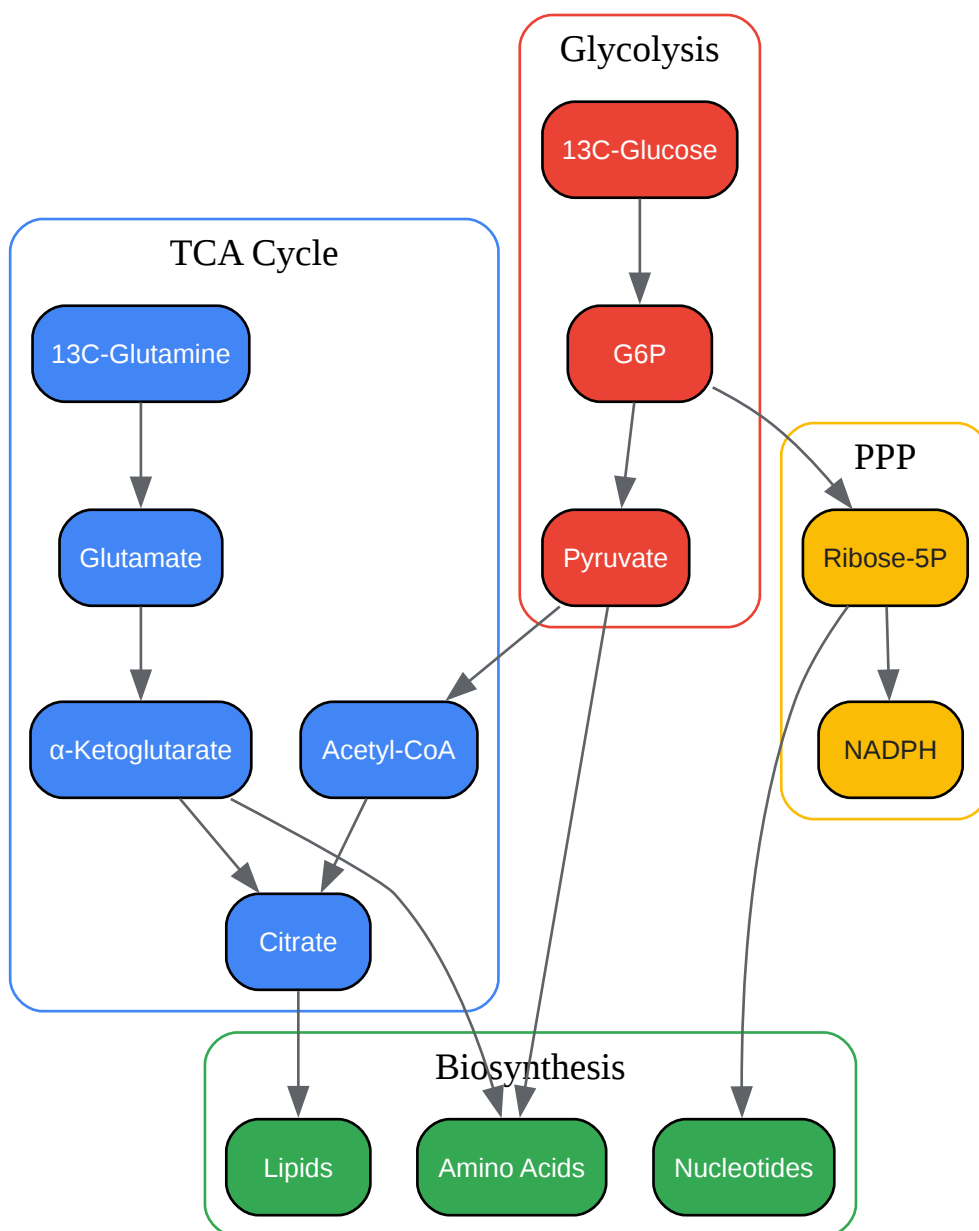 Glycolysis
13C-Glucose
TCA Cycle
13C-Glutamine
G6P
PPP
Glutamate
Pyruvate
Ribose-5P
α-Ketoglutarate
Acetyl-CoA
NADPH
Citrate
Biosynthesis
Lipids
Amino Acids
Nucleotides